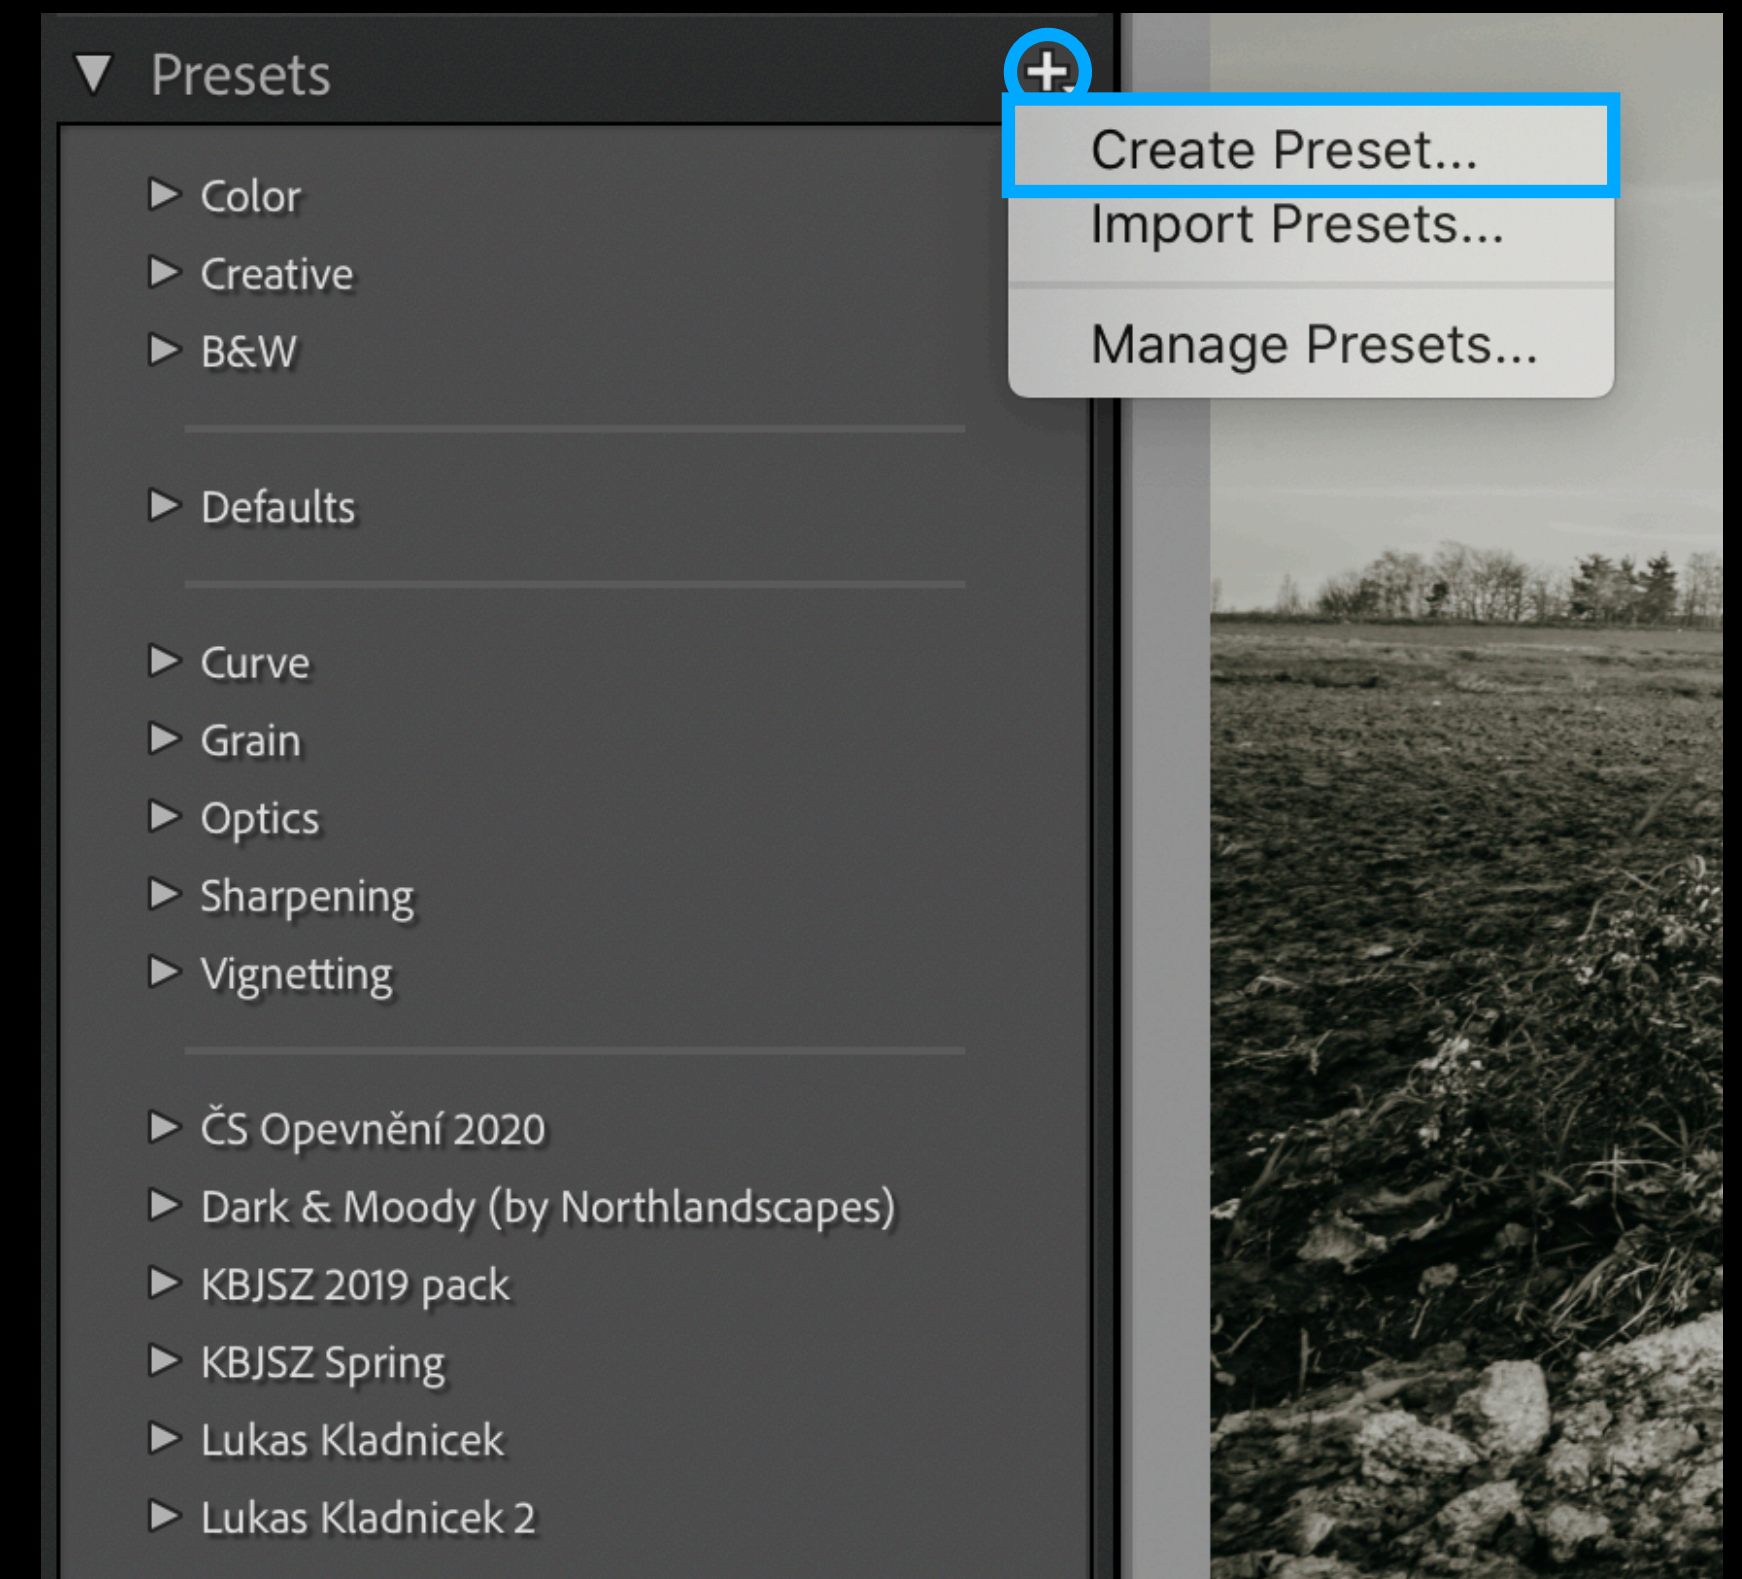 Presets
Create Preset...
Import Presets...
Manage Presets...
Color
Creative
B&W
Defaults
Curve
Grain
Optics
Sharpening
Vignetting
ČS Opevnění 2020
Dark & Moody (by Northlandscapes)
KBJSZ 2019 pack
KBJSZ Spring
Lukas Kladnicek
Lukas Kladnicek 2